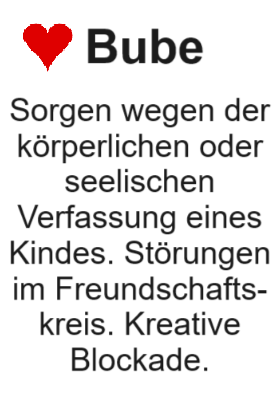 Bube
Sorgen wegen der
körperlichen oder
seelischen
Verfassung eines
Kindes. Störungen
im Freundschafts-
kreis. Kreative
Blockade.